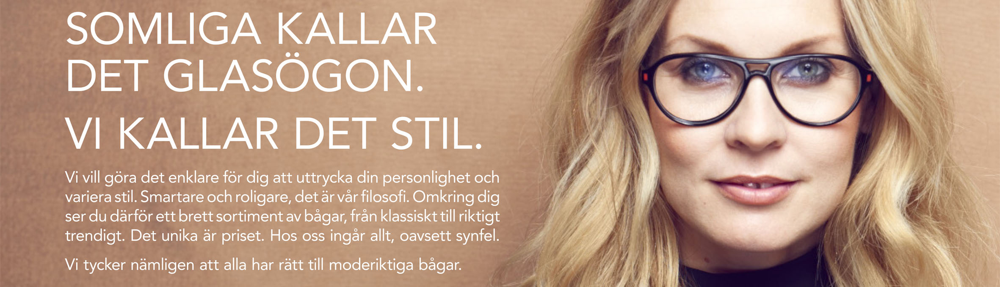 SOMLIGA KALLAR
DET GLASÖGON.
VI KALLAR DET STIL.
Vi vill göra det enklare för dig att uttrycka din personlighet och
variera stil. Smartare och roligare, det är vår filosofi. Omkring dig
ser du därför ett brett sortiment av bågar, från klassiskt till riktigt
trendigt. Det unika är priset. Hos oss ingår allt, oavsett synfel.
Vi tycker nämligen att alla har rätt till moderiktiga bågar.